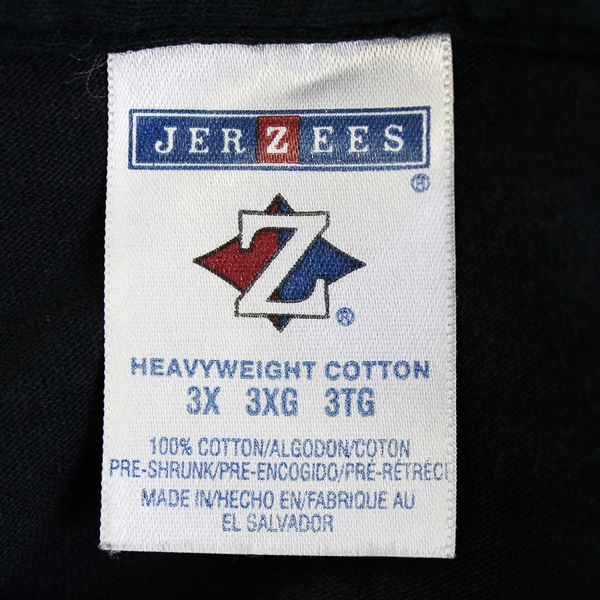 JERZEES
®
Z
®
HEAVYWEIGHT COTTON
3X 3XG 3TG
100% COTTON/ALGODON/COTON
PRE-SHRUNK/PRE-ENCOGIDO/PRÉ-RÉTRÉCI
MADE IN/HECHO EN/FABRIQUE AU
EL SALVADOR